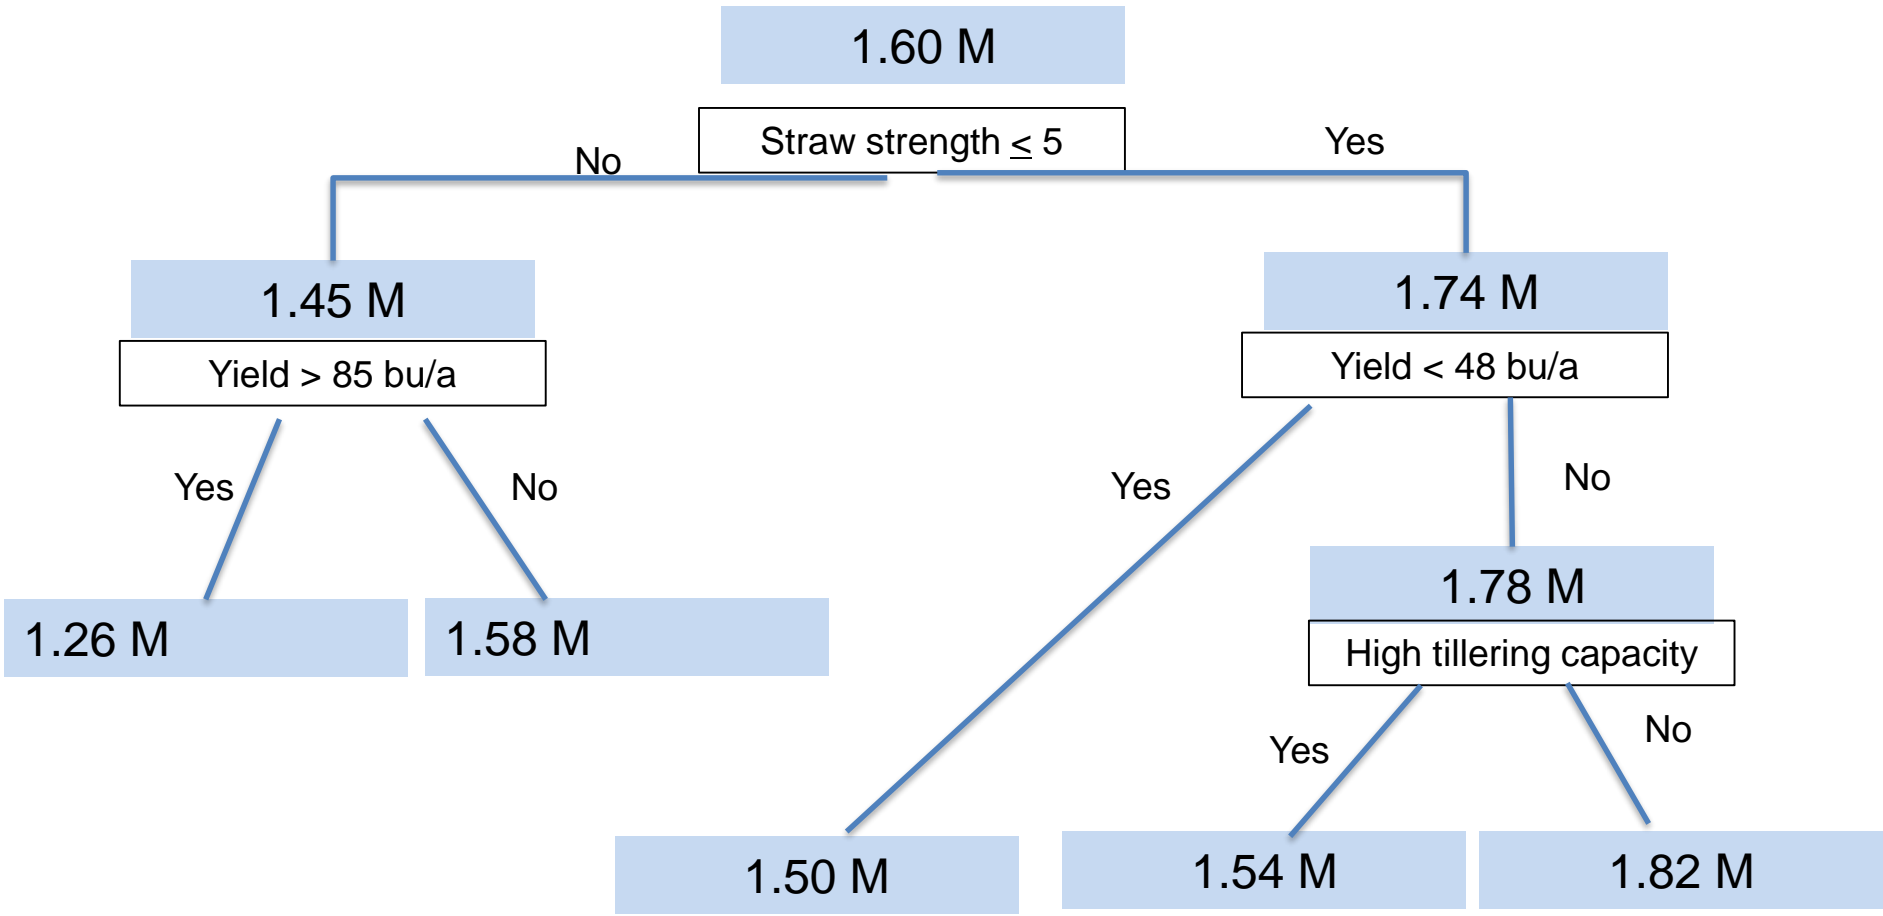 1.60 M
Straw strength ≤ 5
No
Yes
1.45 M
1.74 M
Yield > 85 bu/a
Yield < 48 bu/a
Yes
No
Yes
No
1.78 M
1.26 M
1.58 M
High tillering capacity
Yes
No
1.50 M
1.54 M
1.82 M